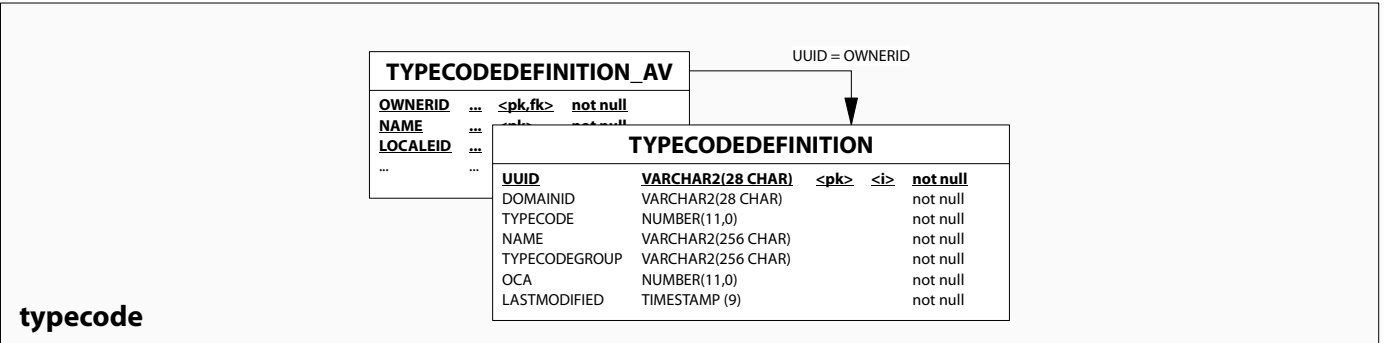 UUID = OWNERID
TYPECODEDEFINITION_AV
OWNERID ... <pk,fk> not null
NAME ...
LOCALEID ...
... ...
TYPECODEDEFINITION
UUID VARCHAR2(28 CHAR) <pk> <i> not null
DOMAINID VARCHAR2(28 CHAR) not null
TYPECODE NUMBER(11,0) not null
NAME VARCHAR2(256 CHAR) not null
TYPECODEGROUP VARCHAR2(256 CHAR) not null
OCA NUMBER(11,0) not null
LASTMODIFIED TIMESTAMP (9) not null
typecode